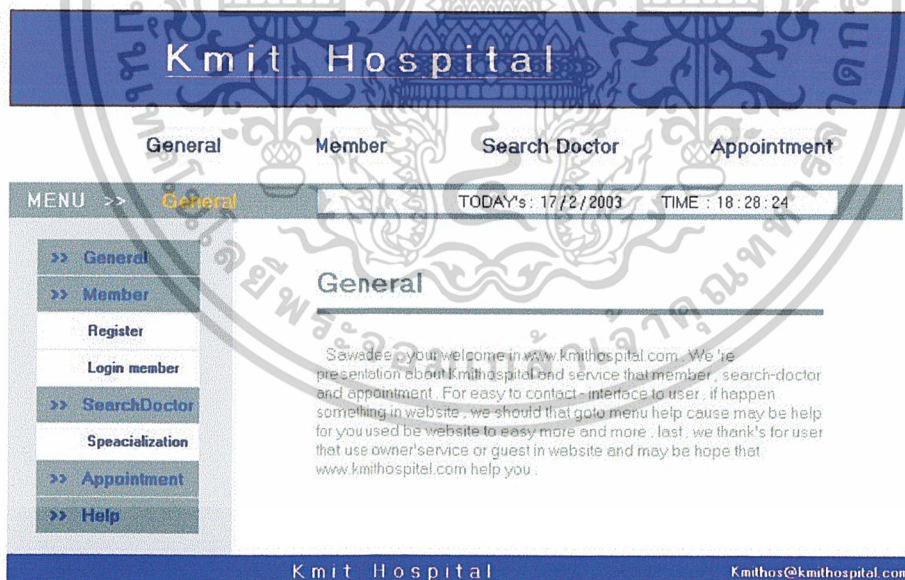 Kmit Hospital
General Member Search Doctor Appointment
MENU >> General TODAY's : 17/2/2003 TIME : 18:28:24
>> General
>> Member
Register
Login member
>> SearchDoctor
Speacialization
>> Appointment
>> Help
General
Sawadee , your welcome in www.kmithospital.com . We 're
presentation about Kmithospital and service that member , search-doctor
and appointment . For easy to contact - interface to user , if happen
something in website , we should that goto menu help cause may be help
for you used be website to easy more and more . last , we thank's for user
that use owner'service or guest in website and may be hope that
www.kmithospital.com help you .
Kmit Hospital Kmithos@kmithospital.com